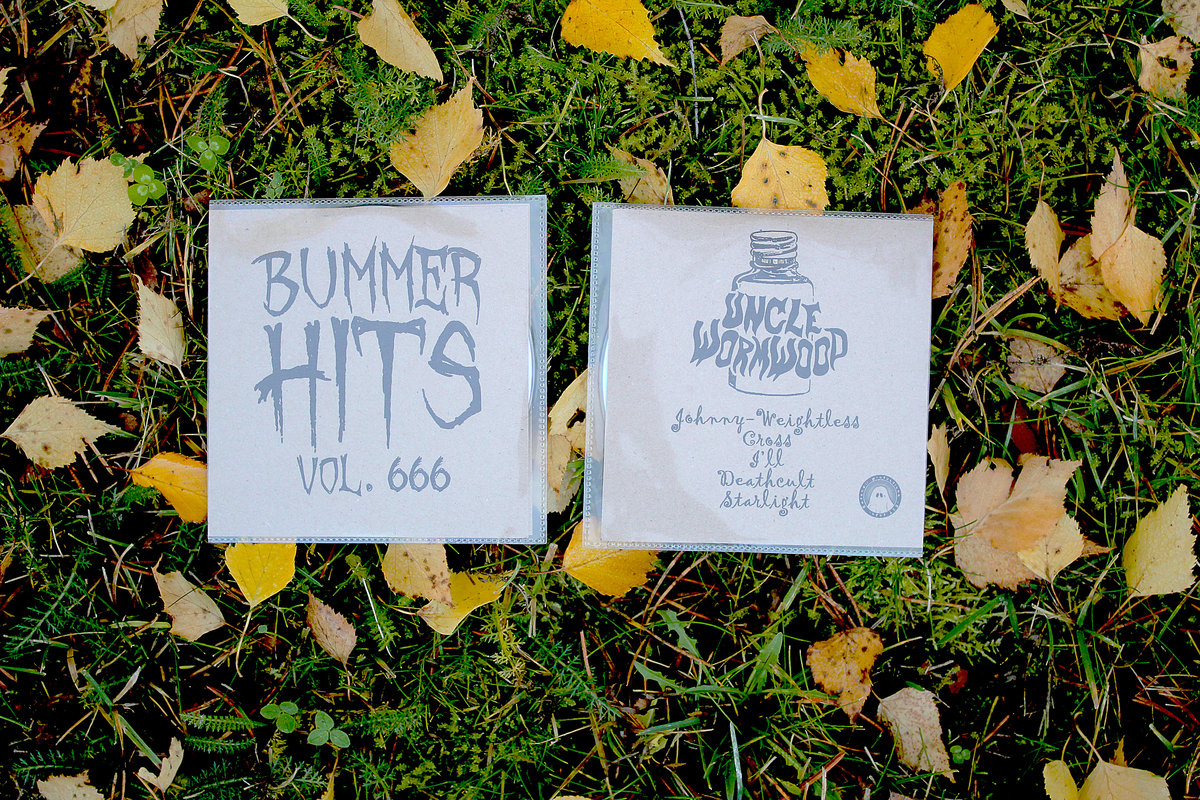 BUMMER
HITS
VOL. 666
UNCLE
WORMWOOD
Johnny-Weightless
Cross
I'll
Deathcult
Starlight